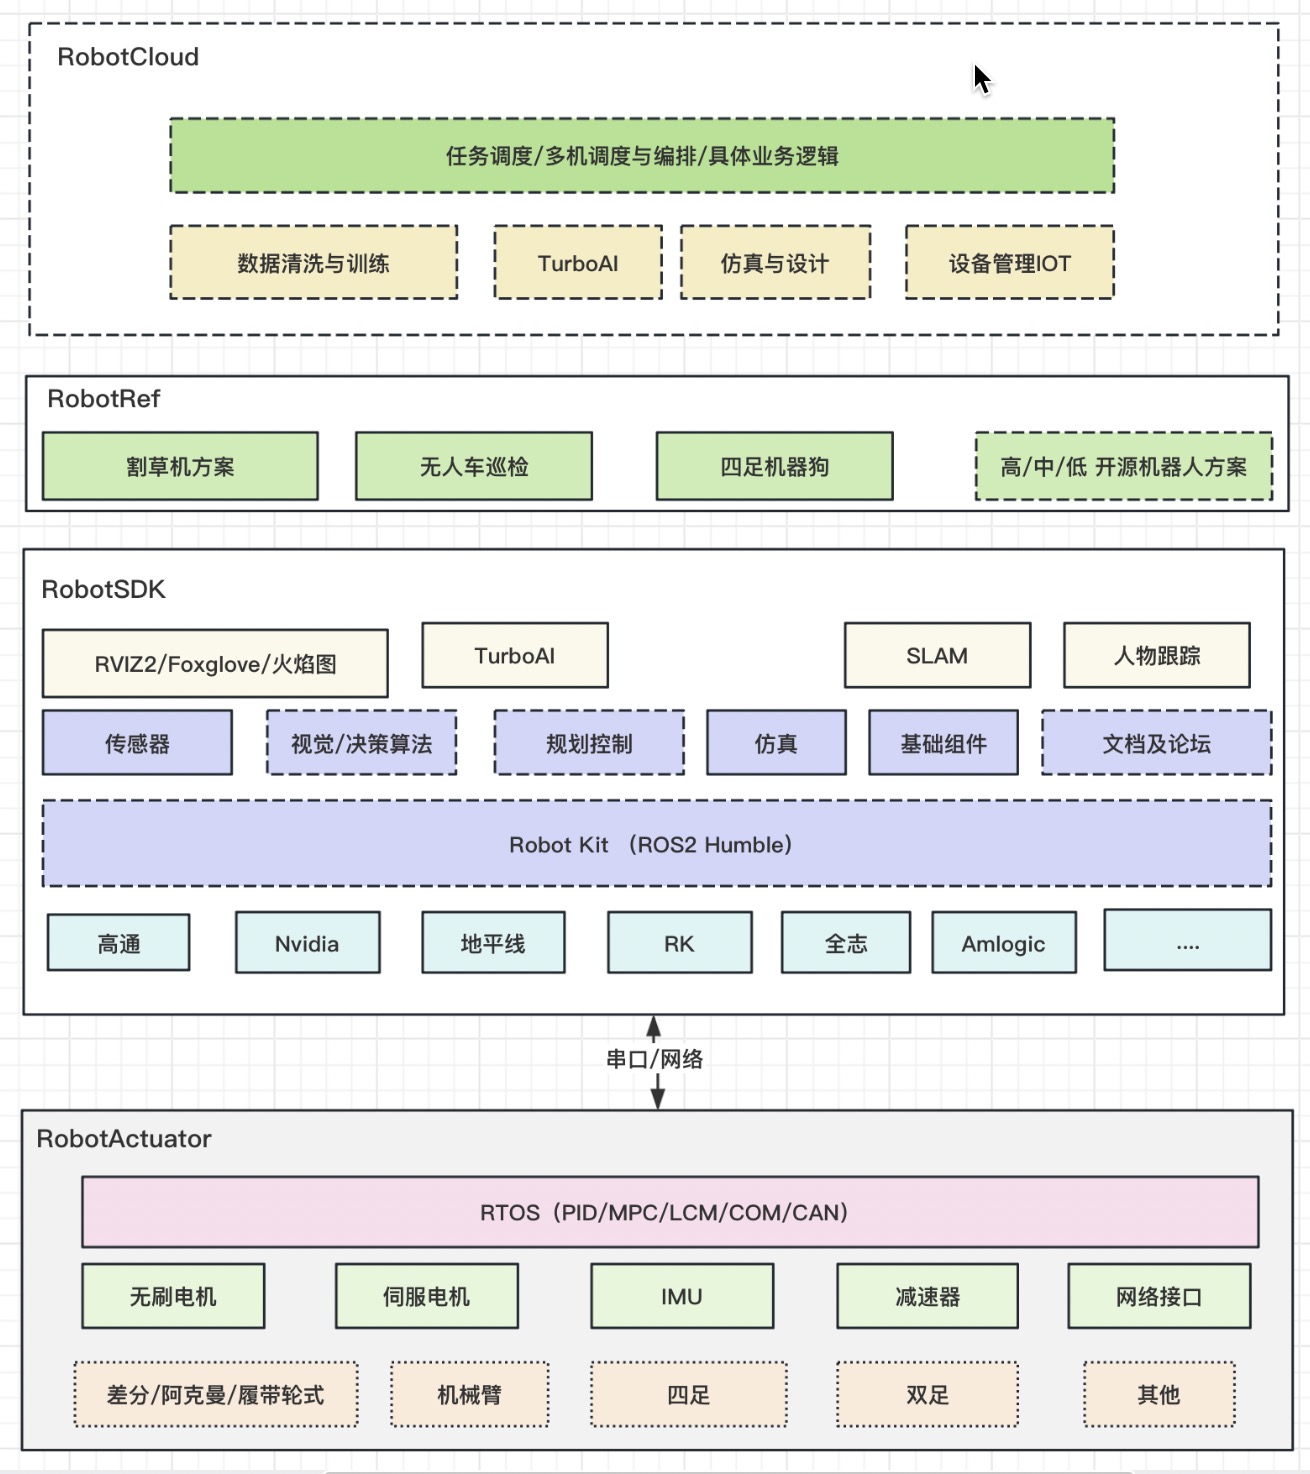 RobotCloud
任务调度/多机调度与编排/具体业务逻辑
数据清洗与训练
TurboAI
仿真与设计
设备管理IOT
RobotRef
割草机方案
无人车巡检
四足机器狗
高/中/低 开源机器人方案
RobotSDK
RVIZ2/Foxglove/火焰图
TurboAI
SLAM
人物跟踪
传感器
视觉/决策算法
规划控制
仿真
基础组件
文档及论坛
Robot Kit （ROS2 Humble）
高通
Nvidia
地平线
RK
全志
Amlogic
....
串口/网络
RobotActuator
RTOS（PID/MPC/LCM/COM/CAN）
无刷电机
伺服电机
IMU
减速器
网络接口
差分/阿克曼/履带轮式
机械臂
四足
双足
其他